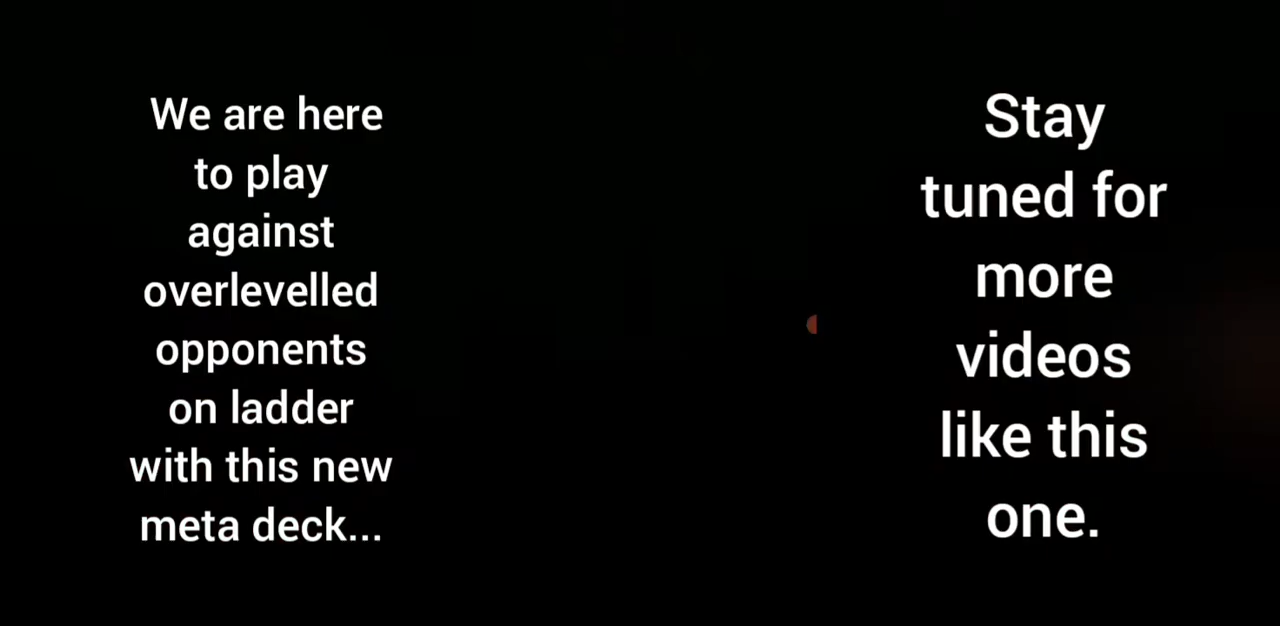 We are here
to play
against
overlevelled
opponents
on ladder
with this new
meta deck...
Stay
tuned for
more
videos
like this
one.